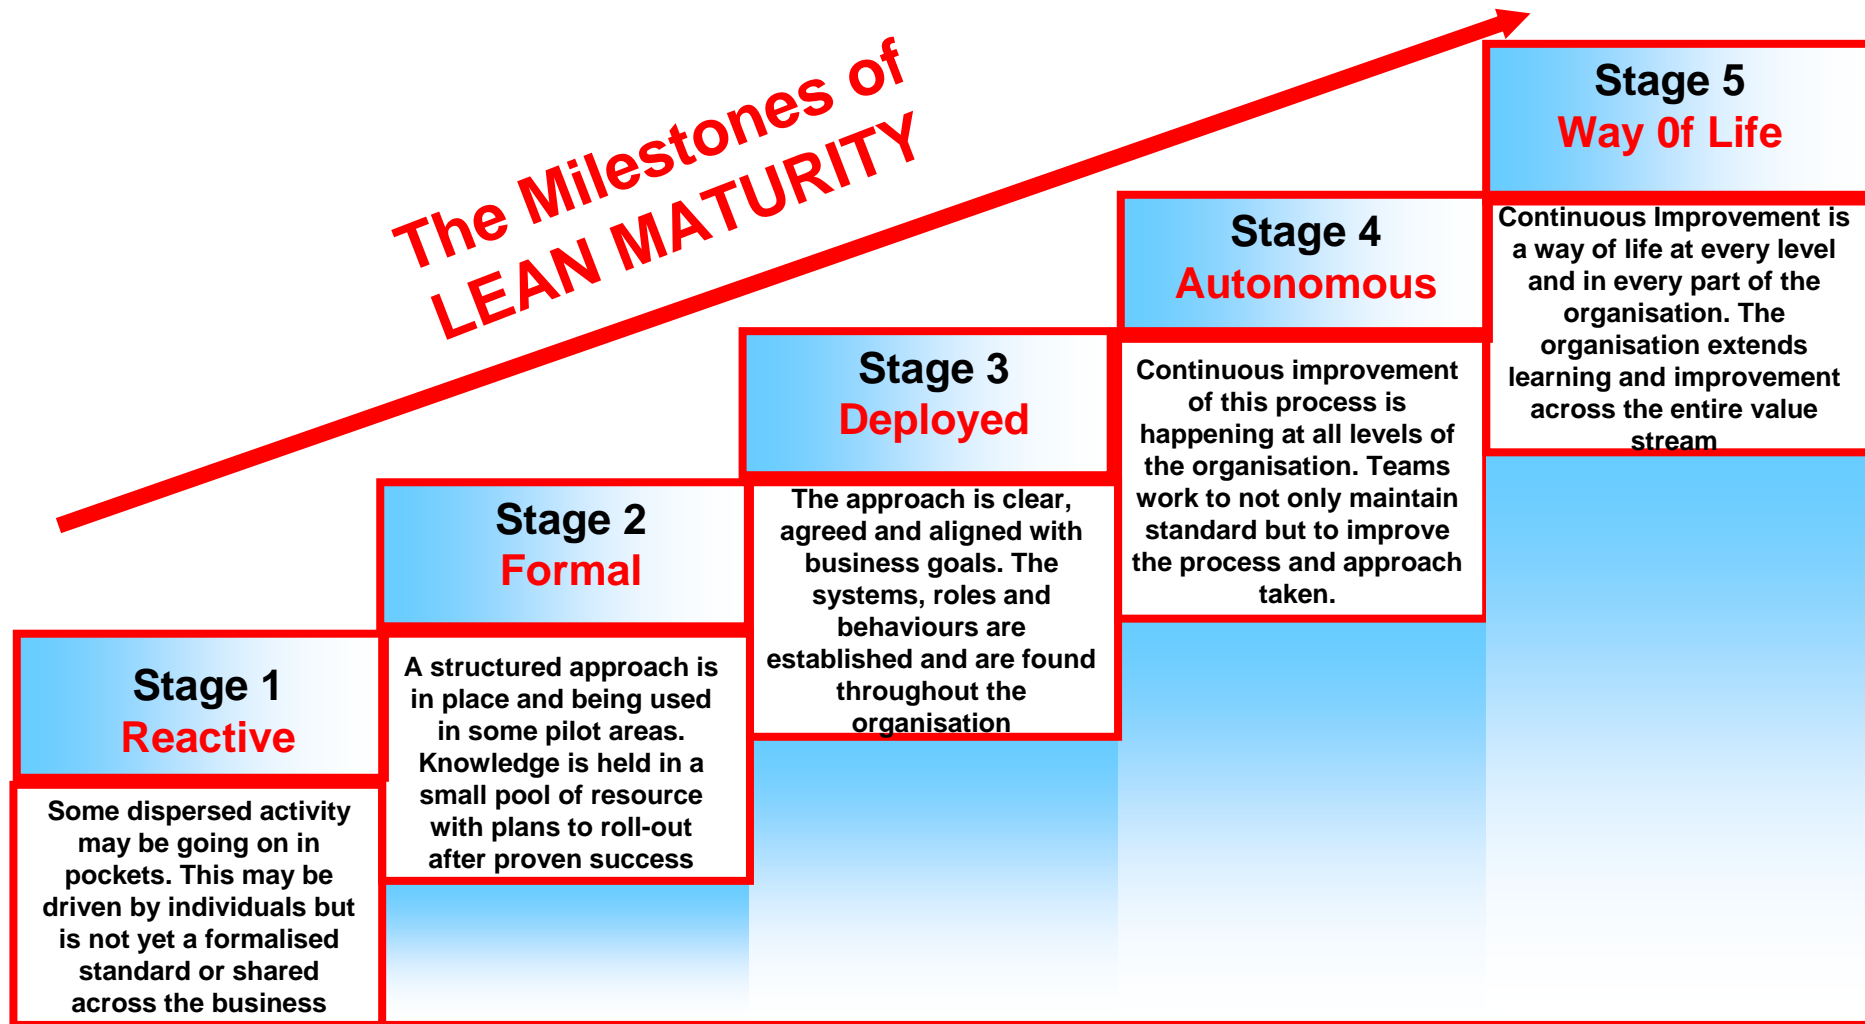 The Milestones of
LEAN MATURITY
Stage 1
Reactive
Some dispersed activity
may be going on in
pockets. This may be
driven by individuals but
is not yet a formalised
standard or shared
across the business
Stage 2
Formal
A structured approach is
in place and being used
in some pilot areas.
Knowledge is held in a
small pool of resource
with plans to roll-out
after proven success
Stage 3
Deployed
The approach is clear,
agreed and aligned with
business goals. The
systems, roles and
behaviours are
established and are found
throughout the
organisation
Stage 4
Autonomous
Continuous improvement
of this process is
happening at all levels of
the organisation. Teams
work to not only maintain
standard but to improve
the process and approach
taken.
Stage 5
Way 0f Life
Continuous Improvement is
a way of life at every level
and in every part of the
organisation. The
organisation extends
learning and improvement
across the entire value
stream